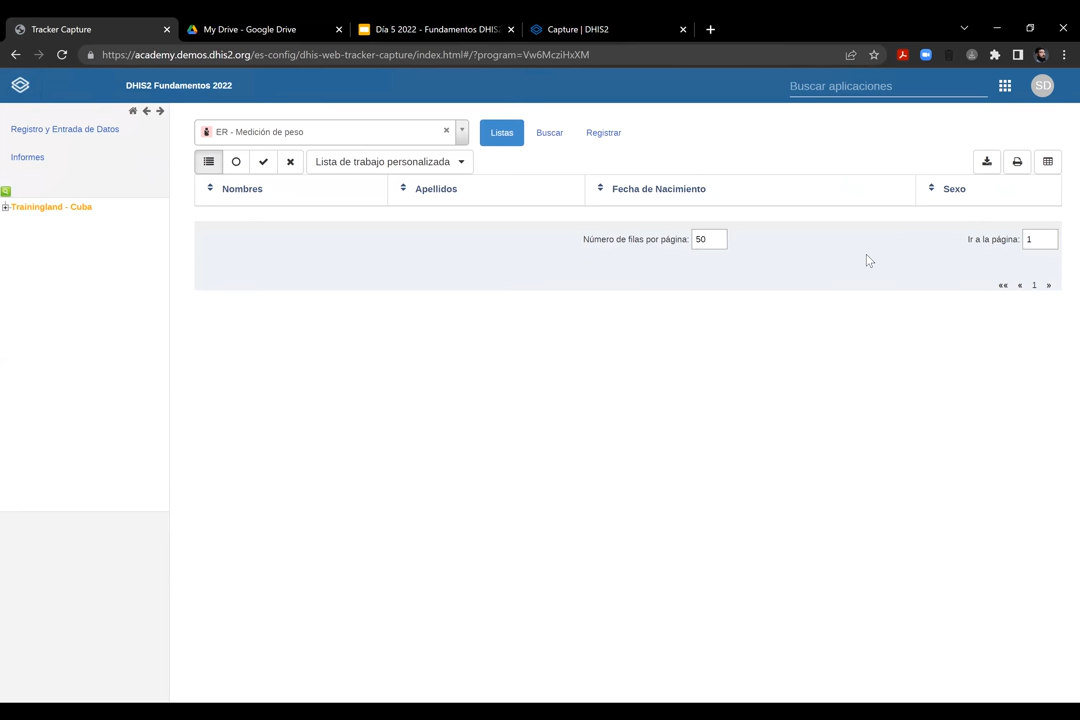 Tracker Capture
My Drive - Google Drive
Día 5 2022 - Fundamentos DHIS2
Capture | DHIS2
https://academy.demos.dhis2.org/es-config/dhis-web-tracker-capture/index.html#/?program=Vw6McziHxXM
DHIS2 Fundamentos 2022
Buscar aplicaciones
SD
Registro y Entrada de Datos
Informes
Trainingland - Cuba
ER - Medición de peso
Listas
Buscar
Registrar
Lista de trabajo personalizada
Nombres
Apellidos
Fecha de Nacimiento
Sexo
Número de filas por página: 50
Ir a la página: 1
«« « 1 »